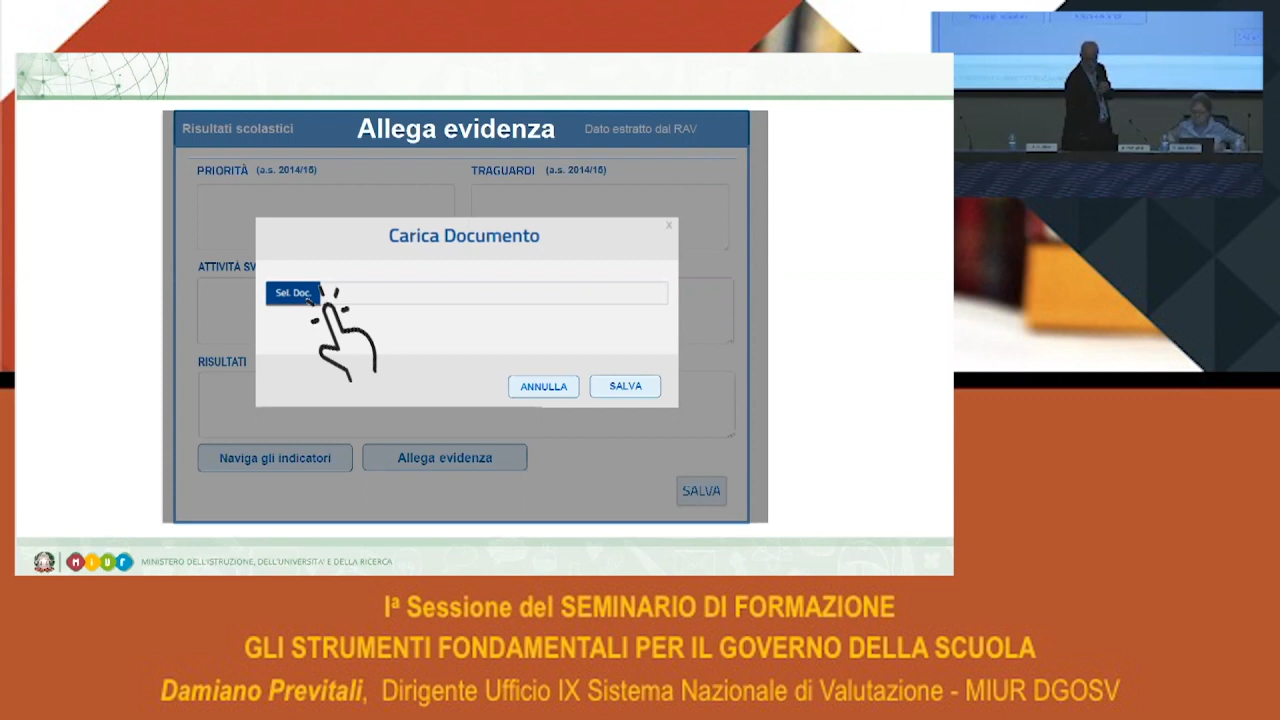 Risultati scolastici
Allega evidenza
Dato estratto dal RAV
PRIORITÀ (a.s. 2014/15)
TRAGUARDI (a.s. 2014/15)
Carica Documento
X
ATTIVITÀ SV
Sel. Doc.
RISULTATI
ANNULLA
SALVA
Naviga gli indicatori
Allega evidenza
SALVA
MIUR
MINISTERO DELL'ISTRUZIONE, DELL'UNIVERSITA' E DELLA RICERCA
Iª Sessione del SEMINARIO DI FORMAZIONE
GLI STRUMENTI FONDAMENTALI PER IL GOVERNO DELLA SCUOLA
Damiano Previtali, Dirigente Ufficio IX Sistema Nazionale di Valutazione - MIUR DGOSV